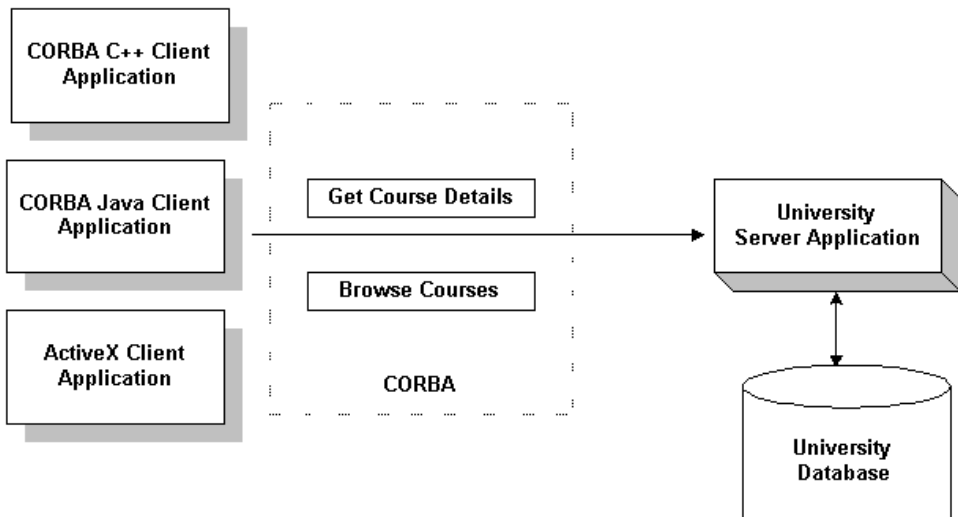 CORBA C++ Client
Application
CORBA Java Client
Application
ActiveX Client
Application
Get Course Details
Browse Courses
CORBA
University
Server Application
University
Database